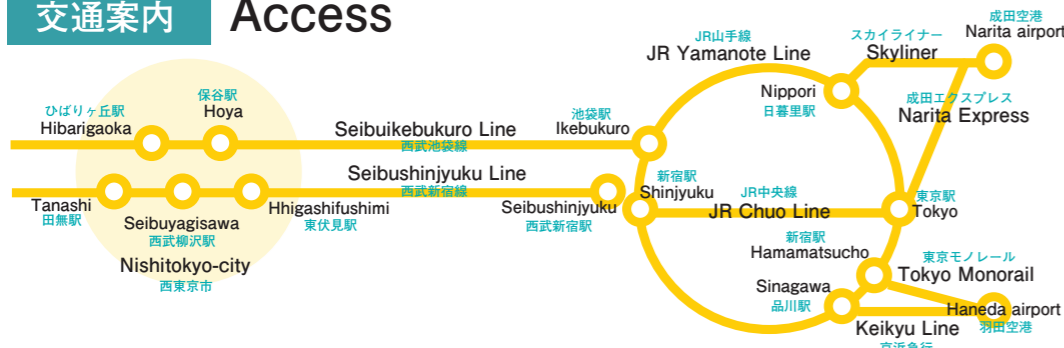 交通案内 Access
成田空港
Narita airport
JR山手線
JR Yamanote Line
スカイライナー
Skyliner
ひばりヶ丘駅
Hibarigaoka
保谷駅
Hoya
池袋駅
Ikebukuro
Nippori
日暮里駅
成田エクスプレス
Narita Express
Seibuikebukuro Line
西武池袋線
Seibushinjyuku Line
西武新宿線
Tanashi
田無駅
Seibuyagisawa
西武柳沢駅
Hhigashifushimi
東伏見駅
Seibushinjyuku
西武新宿駅
新宿駅
Shinjyuku
JR中央線
JR Chuo Line
東京駅
Tokyo
Nishitokyo-city
西東京市
新宿駅
Hamamatsucho
東京モノレール
Tokyo Monorail
Sinagawa
品川駅
Haneda airport
羽田空港
Keikyu Line
京浜急行